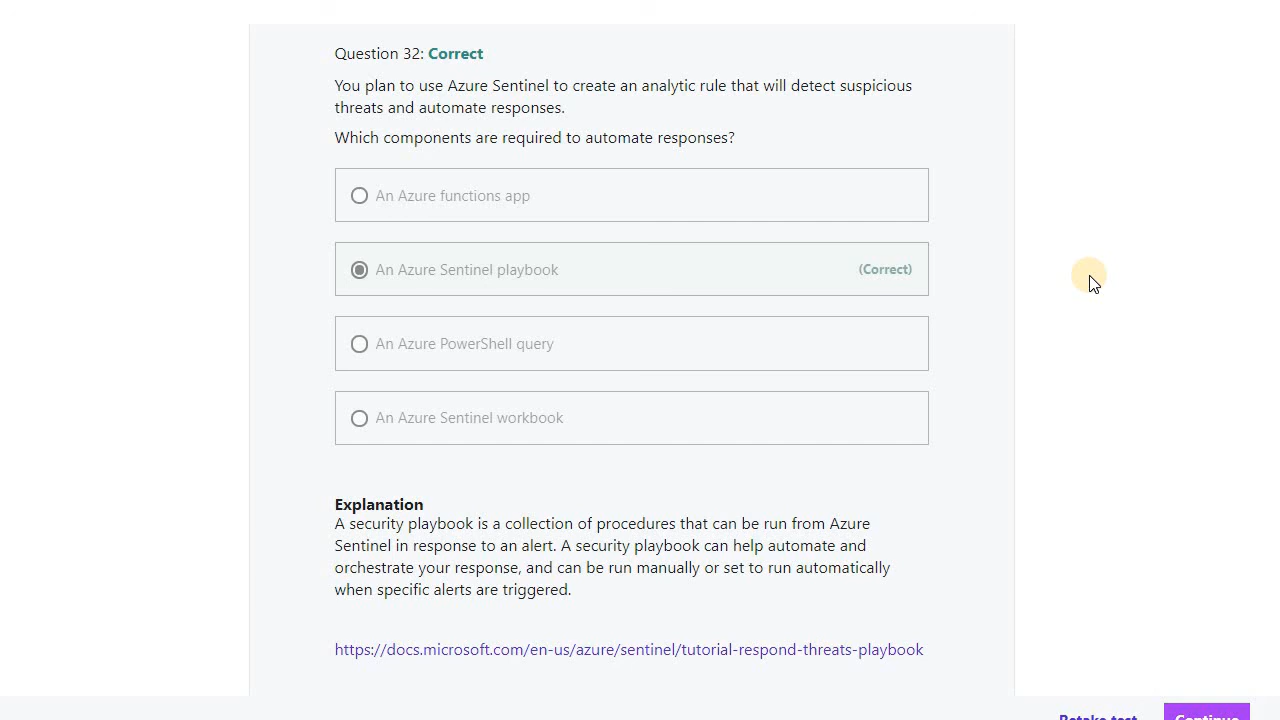 Question 32: Correct
You plan to use Azure Sentinel to create an analytic rule that will detect suspicious
threats and automate responses.
Which components are required to automate responses?
An Azure functions app
An Azure Sentinel playbook (Correct)
An Azure PowerShell query
An Azure Sentinel workbook
Explanation
A security playbook is a collection of procedures that can be run from Azure
Sentinel in response to an alert. A security playbook can help automate and
orchestrate your response, and can be run manually or set to run automatically
when specific alerts are triggered.
https://docs.microsoft.com/en-us/azure/sentinel/tutorial-respond-threats-playbook
Retake test Continue